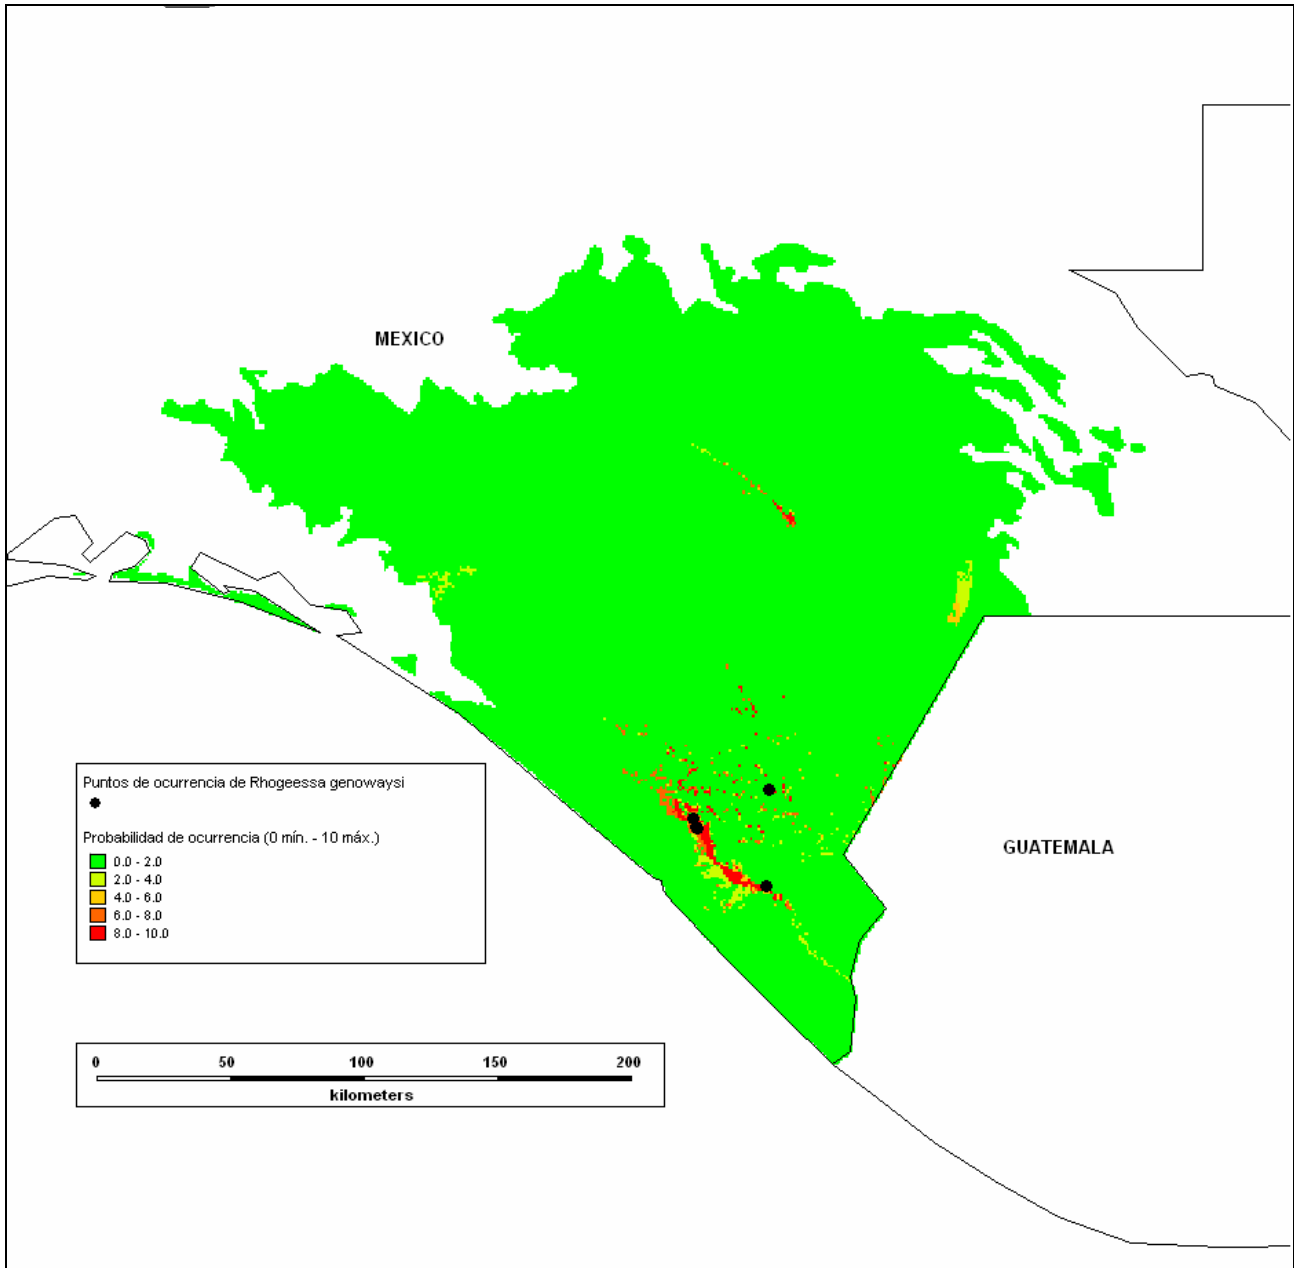 MEXICO
GUATEMALA
Puntos de ocurrencia de Rhogeessa genowaysi
Probabilidad de ocurrencia (0 mín. - 10 máx.)
0.0 - 2.0
2.0 - 4.0
4.0 - 6.0
6.0 - 8.0
8.0 - 10.0
0 50 100 150 200
kilometers